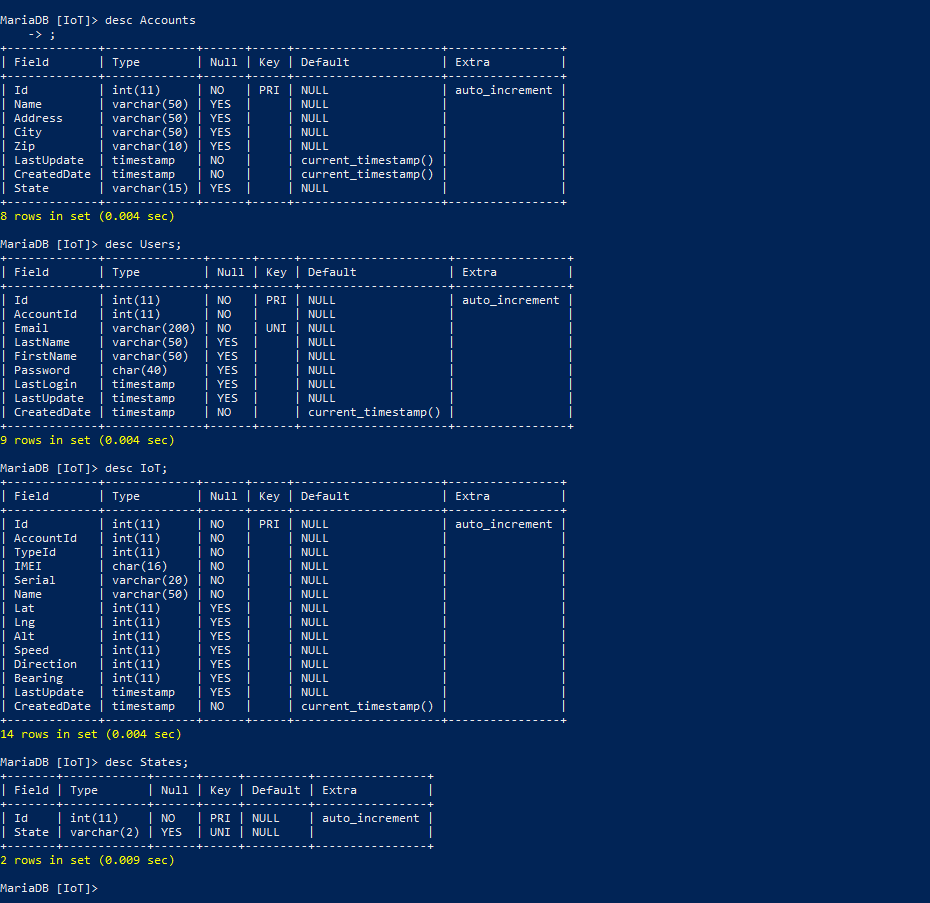 MariaDB [IoT]> desc Accounts
    -> ;
+-------------+-------------+------+-----+---------------------+----------------+
| Field       | Type        | Null | Key | Default             | Extra          |
+-------------+-------------+------+-----+---------------------+----------------+
| Id          | int(11)     | NO   | PRI | NULL                | auto_increment |
| Name        | varchar(50) | YES  |     | NULL                |                |
| Address     | varchar(50) | YES  |     | NULL                |                |
| City        | varchar(50) | YES  |     | NULL                |                |
| Zip         | varchar(10) | YES  |     | NULL                |                |
| LastUpdate  | timestamp   | NO   |     | current_timestamp() |                |
| CreatedDate | timestamp   | NO   |     | current_timestamp() |                |
| State       | varchar(15) | YES  |     | NULL                |                |
+-------------+-------------+------+-----+---------------------+----------------+
8 rows in set (0.004 sec)

MariaDB [IoT]> desc Users;
+-------------+--------------+------+-----+---------------------+----------------+
| Field       | Type         | Null | Key | Default             | Extra          |
+-------------+--------------+------+-----+---------------------+----------------+
| Id          | int(11)      | NO   | PRI | NULL                | auto_increment |
| AccountId   | int(11)      | NO   |     | NULL                |                |
| Email       | varchar(200) | NO   | UNI | NULL                |                |
| LastName    | varchar(50)  | YES  |     | NULL                |                |
| FirstName   | varchar(50)  | YES  |     | NULL                |                |
| Password    | char(40)     | YES  |     | NULL                |                |
| LastLogin   | timestamp    | YES  |     | NULL                |                |
| LastUpdate  | timestamp    | YES  |     | NULL                |                |
| CreatedDate | timestamp    | NO   |     | current_timestamp() |                |
+-------------+--------------+------+-----+---------------------+----------------+
9 rows in set (0.004 sec)

MariaDB [IoT]> desc IoT;
+-------------+-------------+------+-----+---------------------+----------------+
| Field       | Type        | Null | Key | Default             | Extra          |
+-------------+-------------+------+-----+---------------------+----------------+
| Id          | int(11)     | NO   | PRI | NULL                | auto_increment |
| AccountId   | int(11)     | NO   |     | NULL                |                |
| TypeId      | int(11)     | NO   |     | NULL                |                |
| IMEI        | char(16)    | NO   |     | NULL                |                |
| Serial      | varchar(20) | NO   |     | NULL                |                |
| Name        | varchar(50) | NO   |     | NULL                |                |
| Lat         | int(11)     | YES  |     | NULL                |                |
| Lng         | int(11)     | YES  |     | NULL                |                |
| Alt         | int(11)     | YES  |     | NULL                |                |
| Speed       | int(11)     | YES  |     | NULL                |                |
| Direction   | int(11)     | YES  |     | NULL                |                |
| Bearing     | int(11)     | YES  |     | NULL                |                |
| LastUpdate  | timestamp   | YES  |     | NULL                |                |
| CreatedDate | timestamp   | NO   |     | current_timestamp() |                |
+-------------+-------------+------+-----+---------------------+----------------+
14 rows in set (0.004 sec)

MariaDB [IoT]> desc States;
+-------+------------+------+-----+---------+----------------+
| Field | Type       | Null | Key | Default | Extra          |
+-------+------------+------+-----+---------+----------------+
| Id    | int(11)    | NO   | PRI | NULL    | auto_increment |
| State | varchar(2) | YES  | UNI | NULL    |                |
+-------+------------+------+-----+---------+----------------+
2 rows in set (0.009 sec)

MariaDB [IoT]>